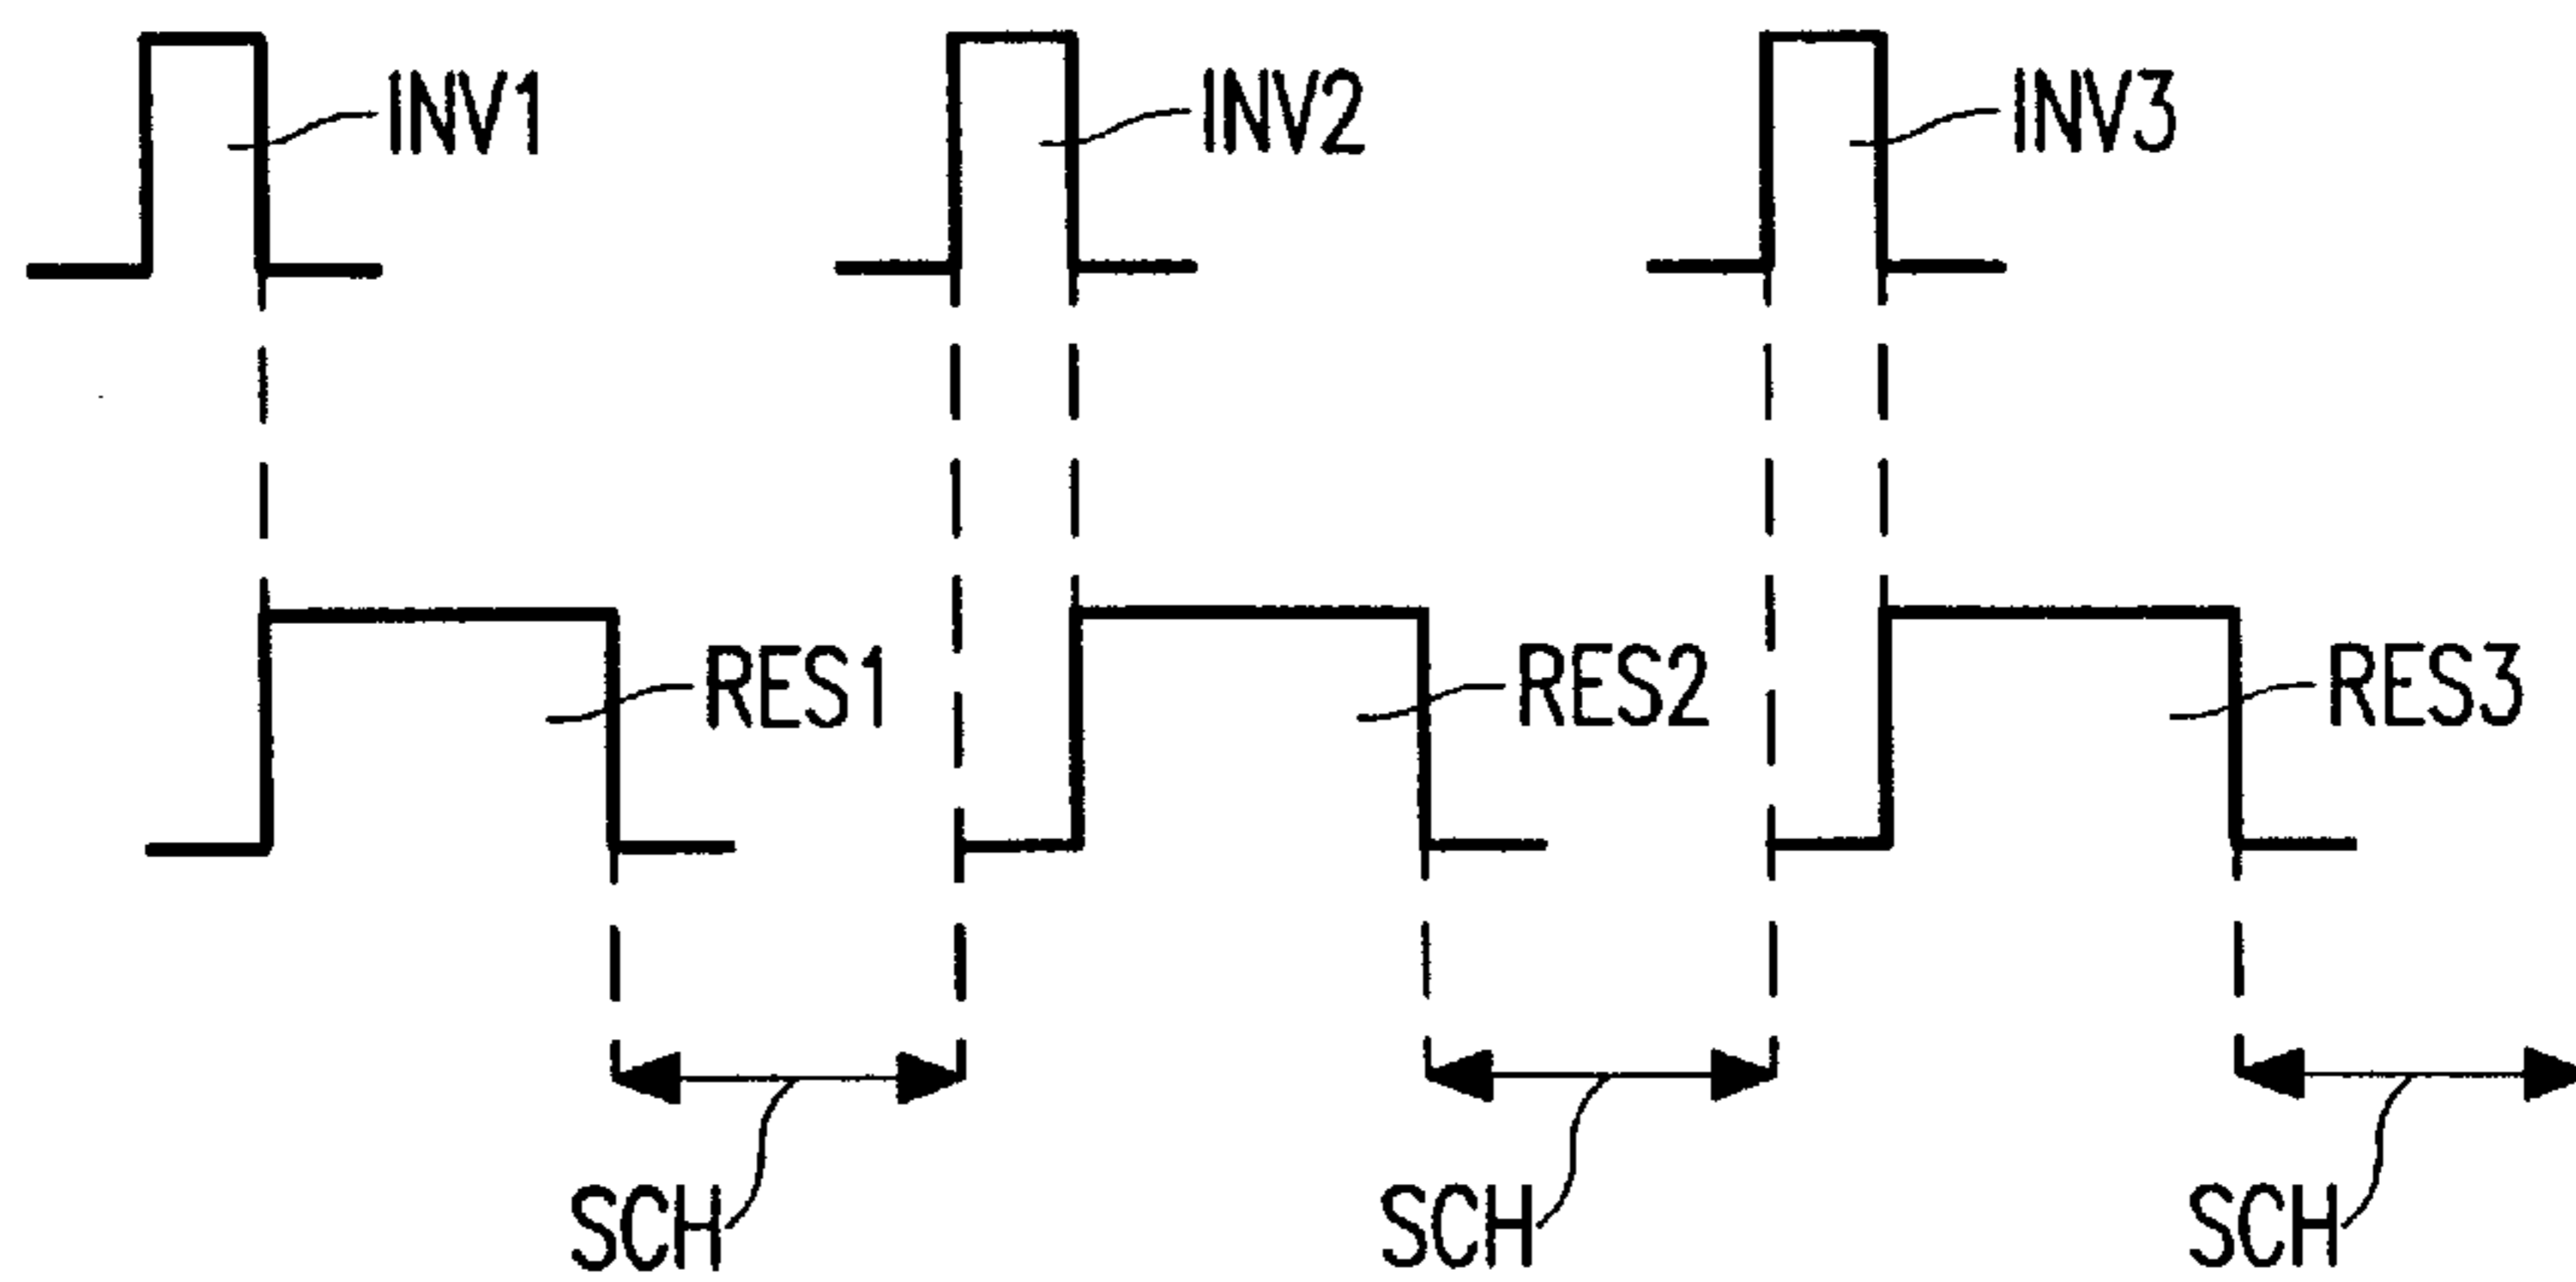 INV1
INV2
INV3
RES1
RES2
RES3
SCH
SCH
SCH